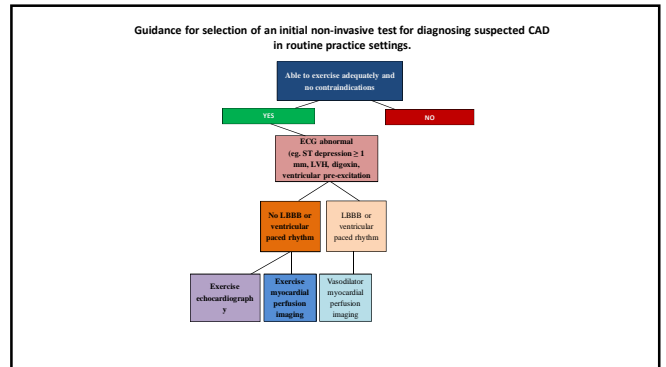 Guidance for selection of an initial non-invasive test for diagnosing suspected CAD
in routine practice settings.
Able to exercise adequately and
no contraindications
YES
NO
ECG abnormal
(eg. ST depression ≥ 1
mm, LVH, digoxin,
ventricular pre-excitation
No LBBB or
ventricular
paced rhythm
LBBB or
ventricular
paced rhythm
Exercise
echocardiograph
y
Exercise
myocardial
perfusion
imaging
Vasodilator
myocardial
perfusion
imaging